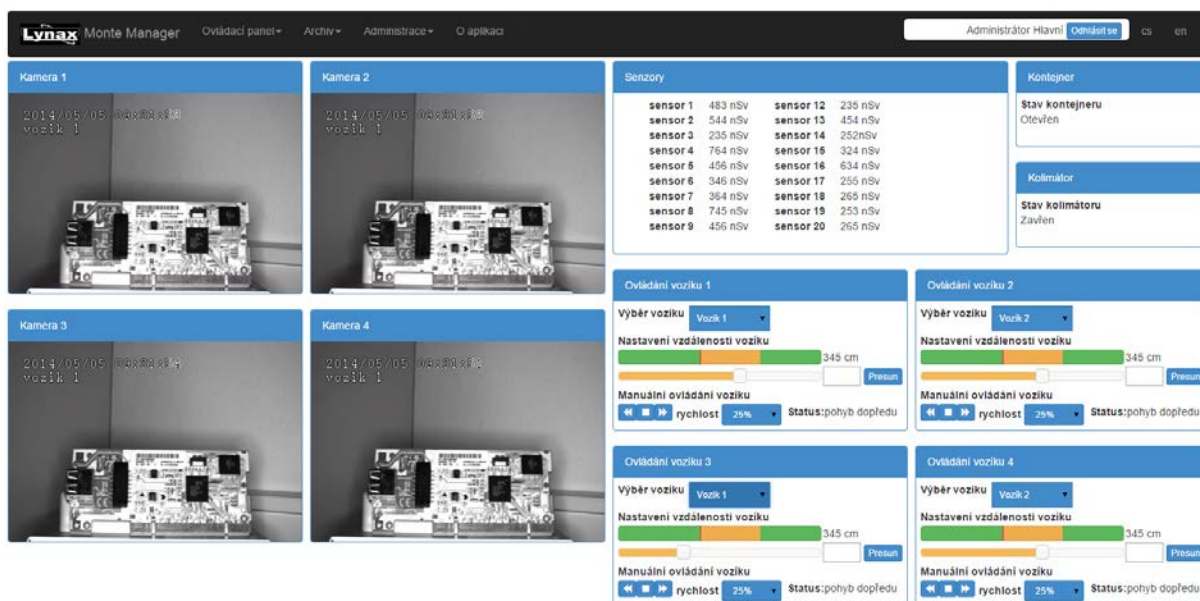 Lynax Monte Manager Ovládací panel Archiv Administrace O aplikaci Administrátor Hlavní Odhlásit se cs en
Kamera 1
2014/05/05
vozik 1
Kamera 2
2014/05/05
vozik 1
Kamera 3
2014/05/05
vozik 1
Kamera 4
2014/05/05
vozik 1
Senzory
sensor 1 483 nSv sensor 12 235 nSv
sensor 2 544 nSv sensor 13 454 nSv
sensor 3 235 nSv sensor 14 252nSv
sensor 4 764 nSv sensor 15 324 nSv
sensor 5 456 nSv sensor 16 634 nSv
sensor 6 346 nSv sensor 17 255 nSv
sensor 7 364 nSv sensor 18 265 nSv
sensor 8 745 nSv sensor 19 253 nSv
sensor 9 456 nSv sensor 20 265 nSv
Kontejner
Stav kontejneru
Otevřen
Kolimátor
Stav kolimátoru
Zavřen
Ovládání vozíku 1
Výběr vozíku Vozík 1
Nastavení vzdálenosti vozíku
345 cm
Presun
Manuální ovládání vozíku
rychlost 25% Status:pohyb dopředu
Ovládání vozíku 2
Výběr vozíku Vozík 2
Nastavení vzdálenosti vozíku
345 cm
Presun
Manuální ovládání vozíku
rychlost 25% Status:pohyb dopředu
Ovládání vozíku 3
Výběr vozíku Vozík 1
Nastavení vzdálenosti vozíku
345 cm
Presun
Manuální ovládání vozíku
rychlost 25% Status:pohyb dopředu
Ovládání vozíku 4
Výběr vozíku Vozík 2
Nastavení vzdálenosti vozíku
345 cm
Presun
Manuální ovládání vozíku
rychlost 25% Status:pohyb dopředu